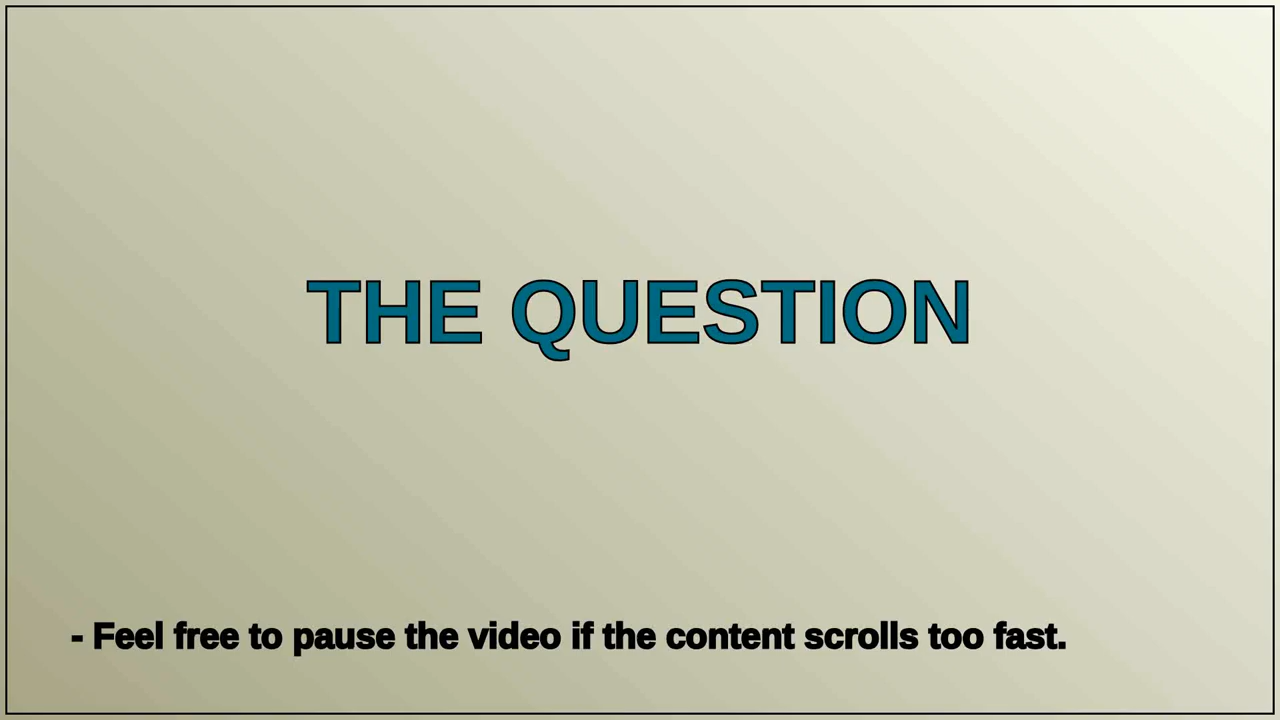 THE QUESTION
- Feel free to pause the video if the content scrolls too fast.